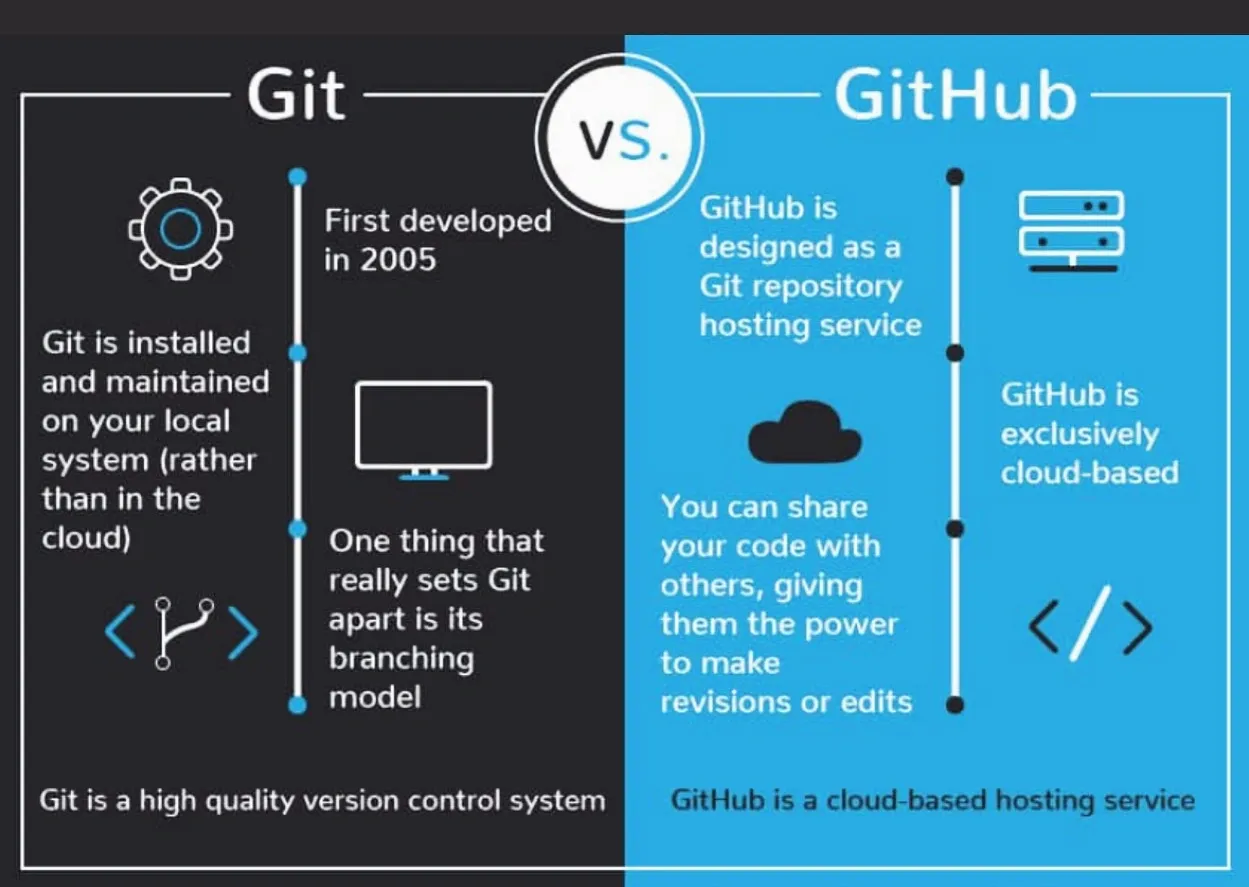 Git
vs.
GitHub
First developed
in 2005
Git is installed
and maintained
on your local
system (rather
than in the
cloud)
One thing that
really sets Git
apart is its
branching
model
Git is a high quality version control system
GitHub is
designed as a
Git repository
hosting service
GitHub is
exclusively
cloud-based
You can share
your code with
others, giving
them the power
to make
revisions or edits
GitHub is a cloud-based hosting service